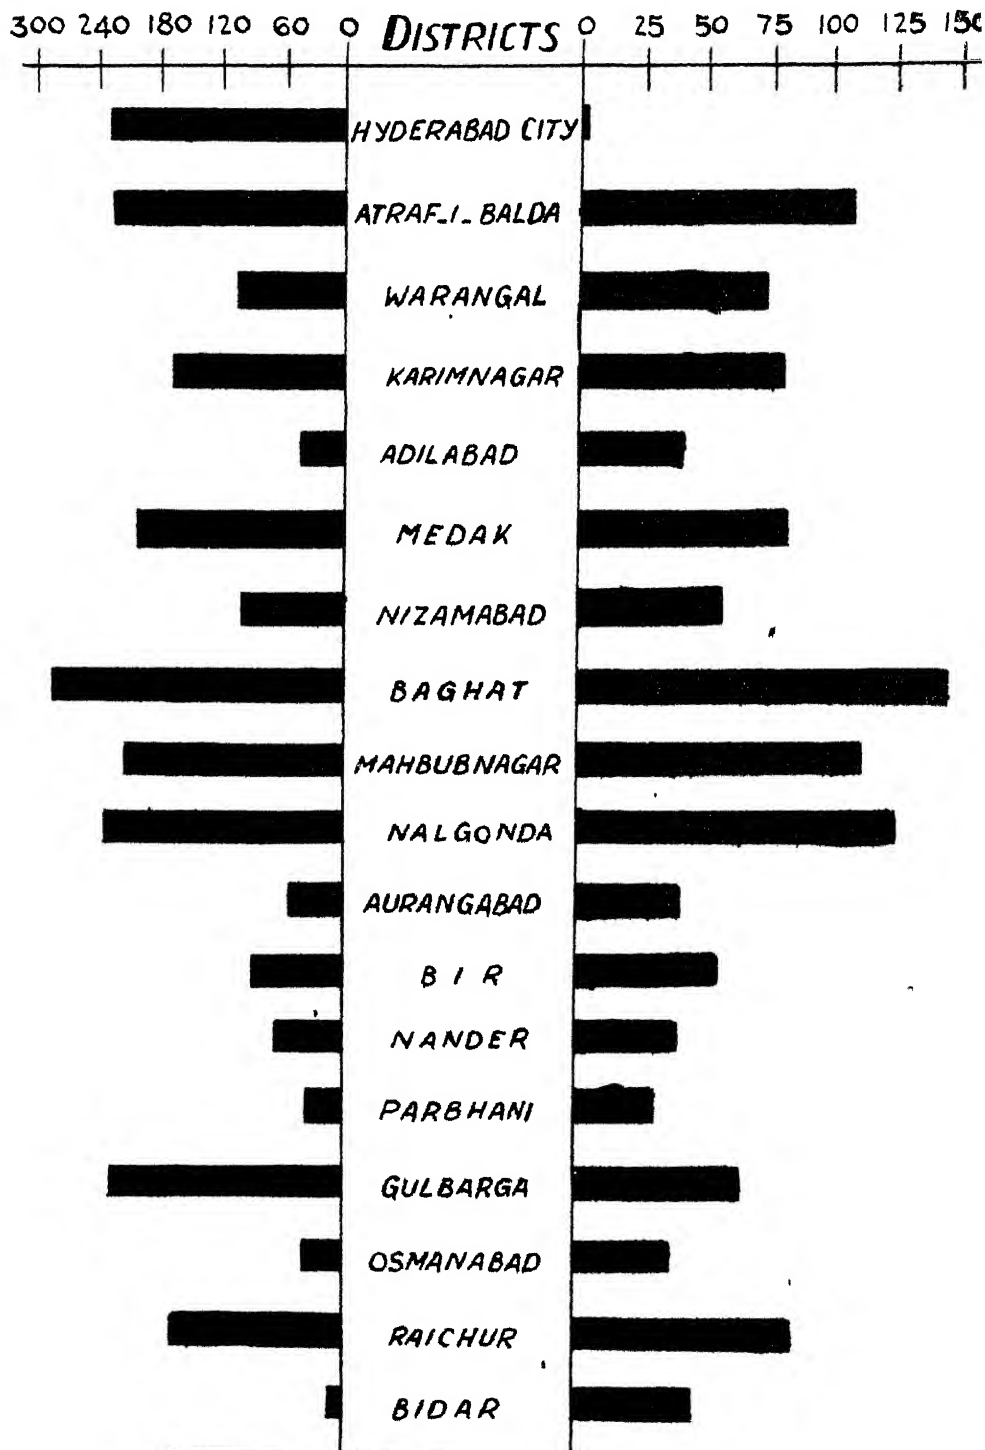 300 240 180 120 60 0 DISTRICTS 0 25 50 75 100 125 150
HYDERABAD CITY
ATRAF-I-BALDA
WARANGAL
KARIMNAGAR
ADILABAD
MEDAK
NIZAMABAD
BAGHAT
MAHBUBNAGAR
NALGONDA
AURANGABAD
BIR
NANDER
PARBHANI
GULBARGA
OSMANABAD
RAICHUR
BIDAR